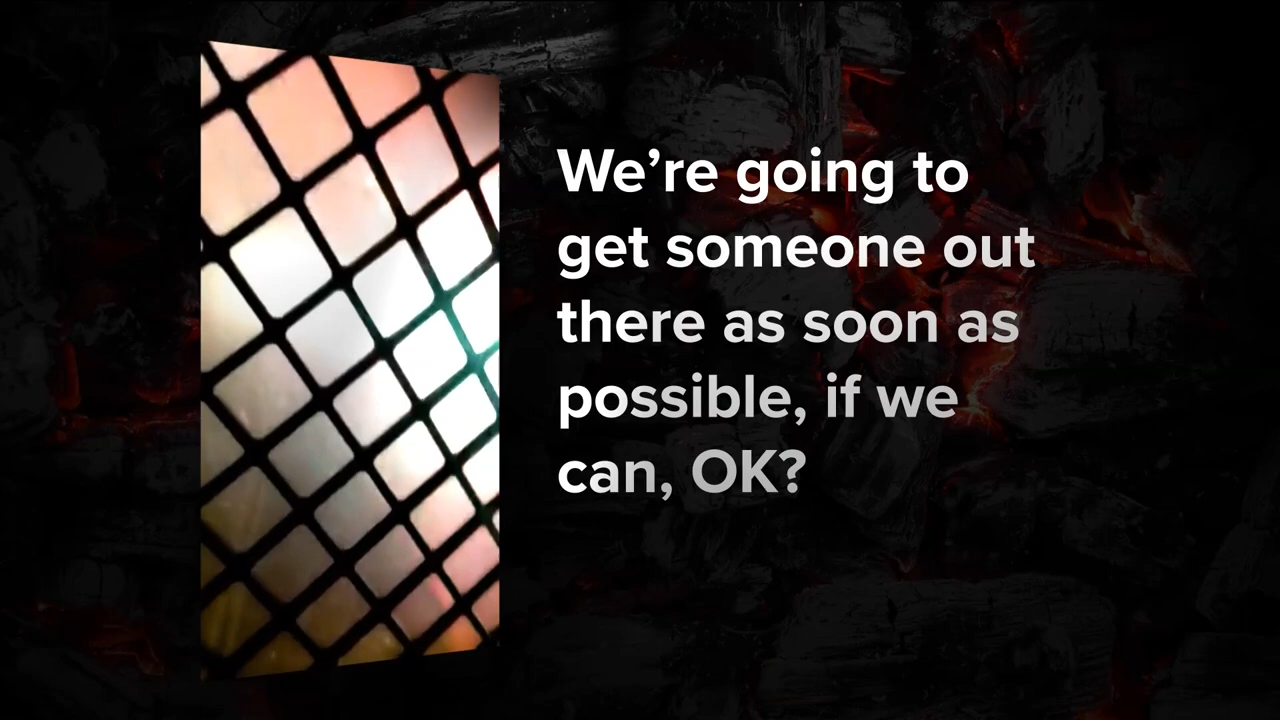 We’re going to
get someone out
there as soon as
possible, if we
can, OK?